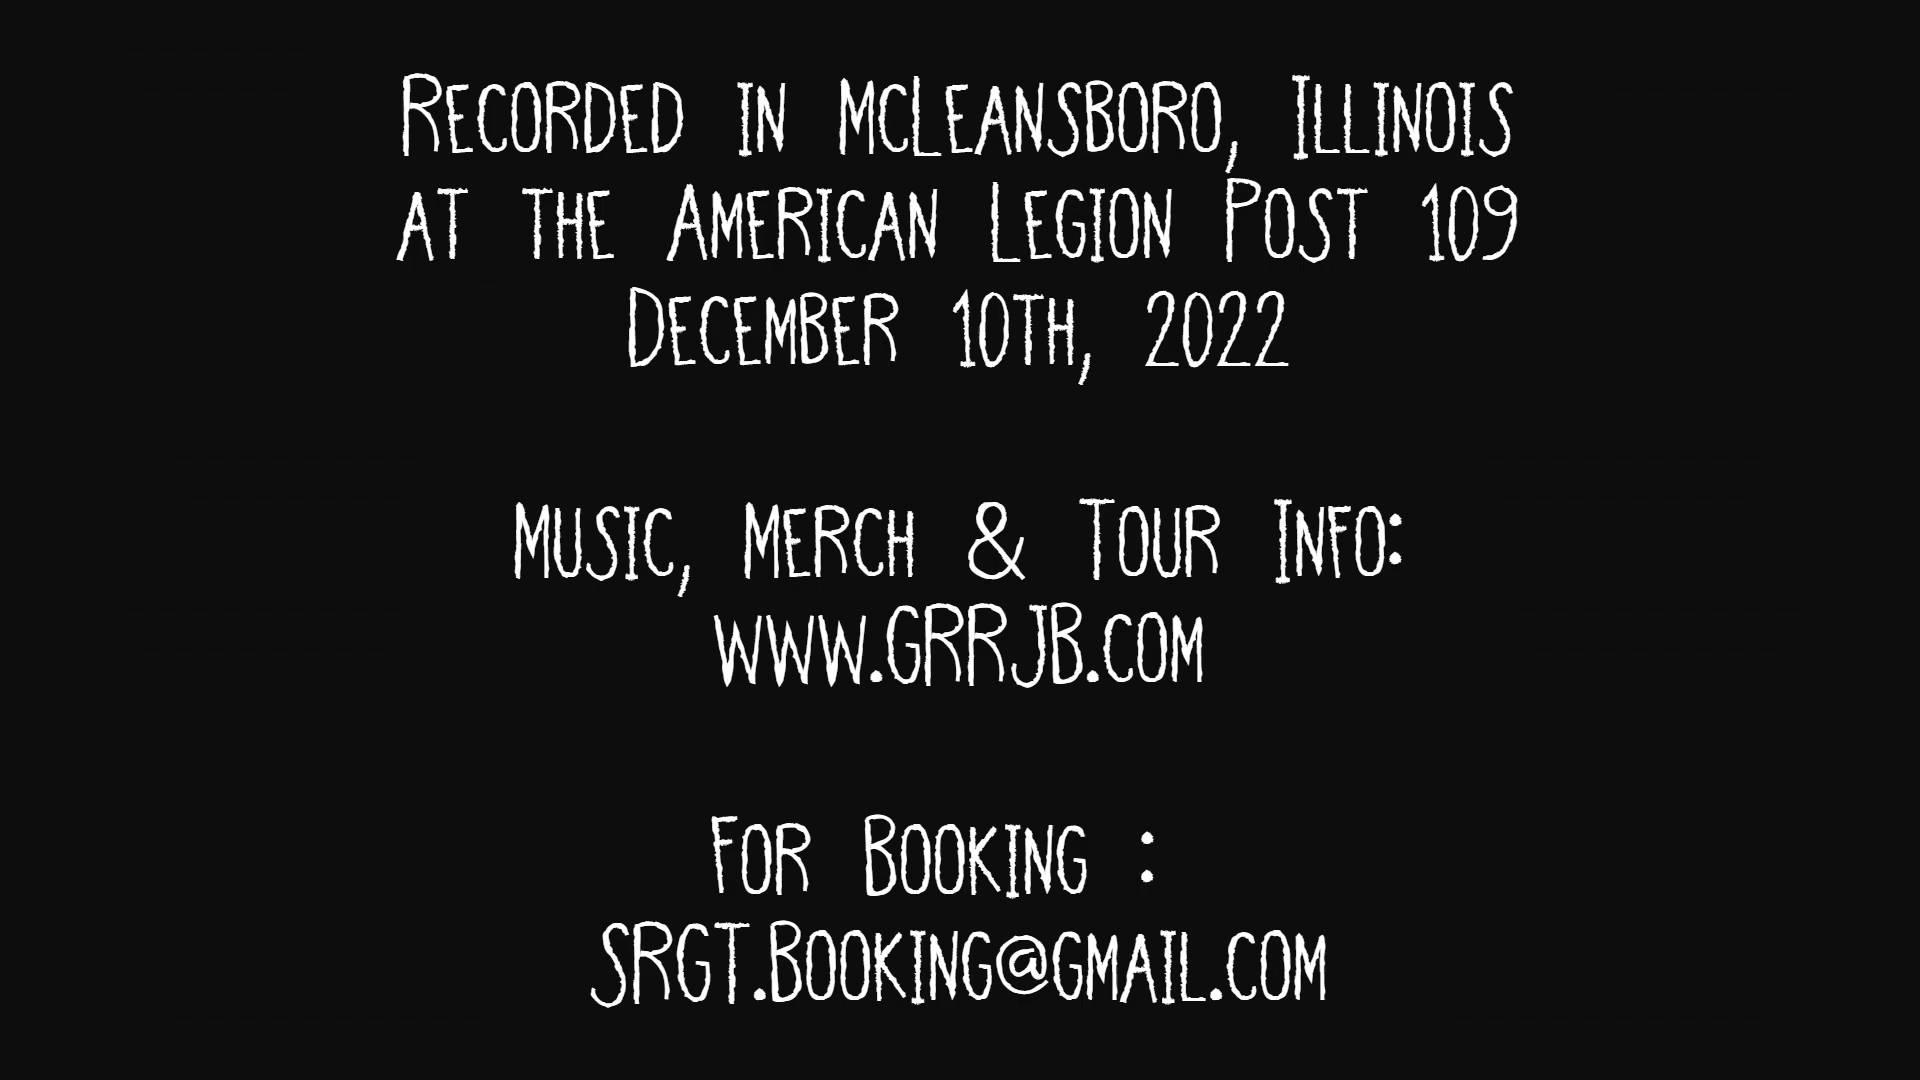 Recorded in McLeansboro, Illinois
at the American Legion Post 109
December 10th, 2022
Music, Merch & Tour Info:
www.GRRJB.com
For Booking :
SRGT.Booking@gmail.com